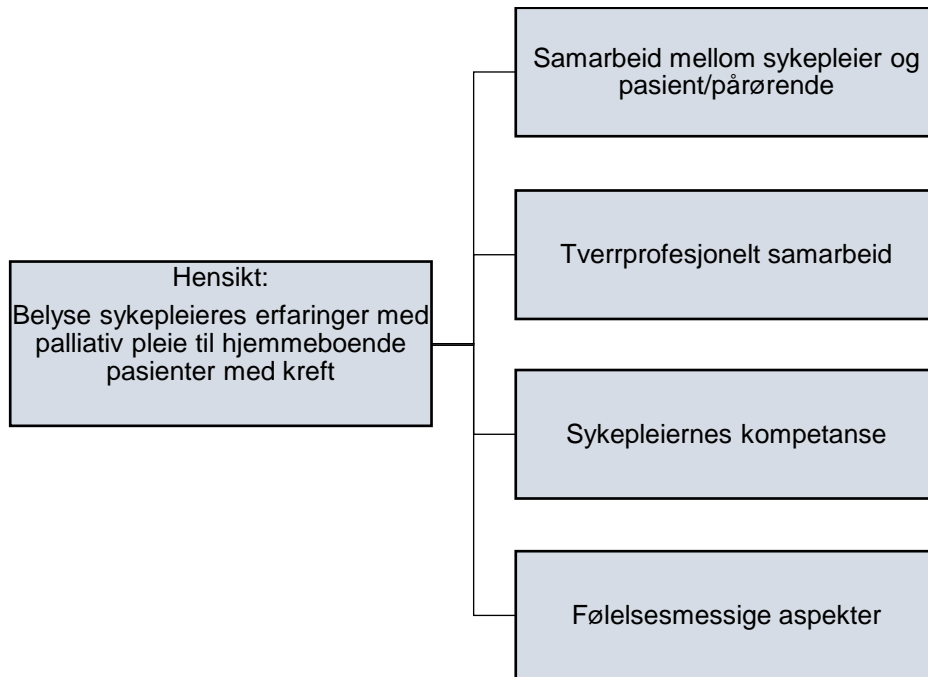 Samarbeid mellom sykepleier og
pasient/pårørende
Tverrprofesjonelt samarbeid
Hensikt:
Belyse sykepleieres erfaringer med
palliativ pleie til hjemmeboende
pasienter med kreft
Sykepleiernes kompetanse
Følelsesmessige aspekter